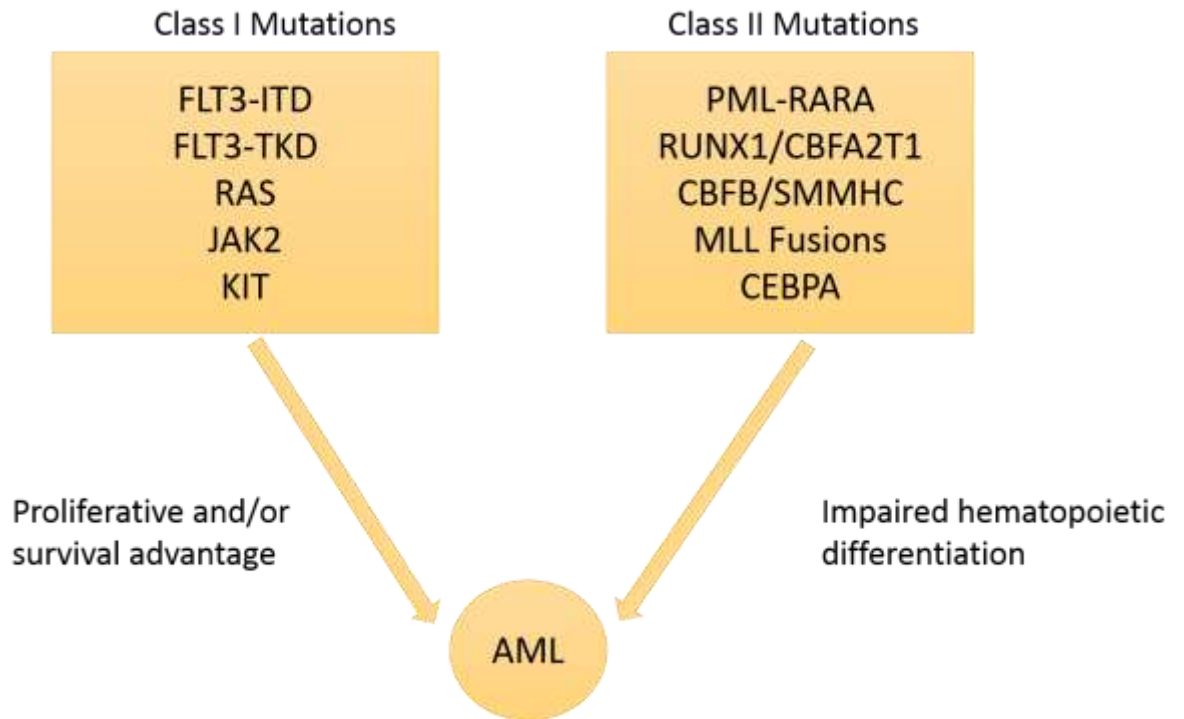 Class I Mutations
FLT3-ITD
FLT3-TKD
RAS
JAK2
KIT
Class II Mutations
PML-RARA
RUNX1/CBFA2T1
CBFB/SMMHC
MLL Fusions
CEBPA
Proliferative and/or
survival advantage
Impaired hematopoietic
differentiation
AML